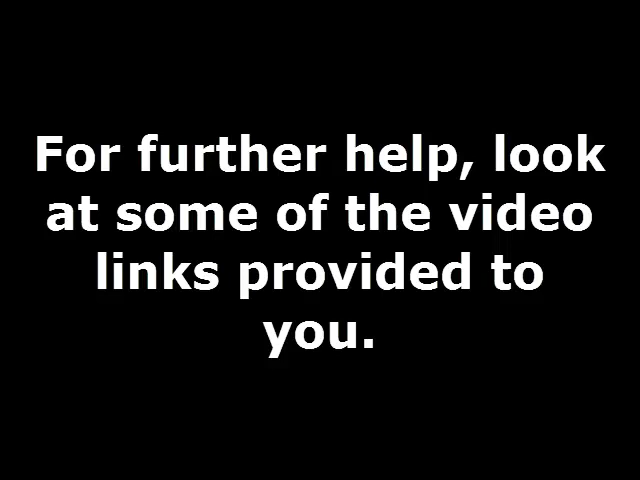 For further help, look
at some of the video
links provided to
you.